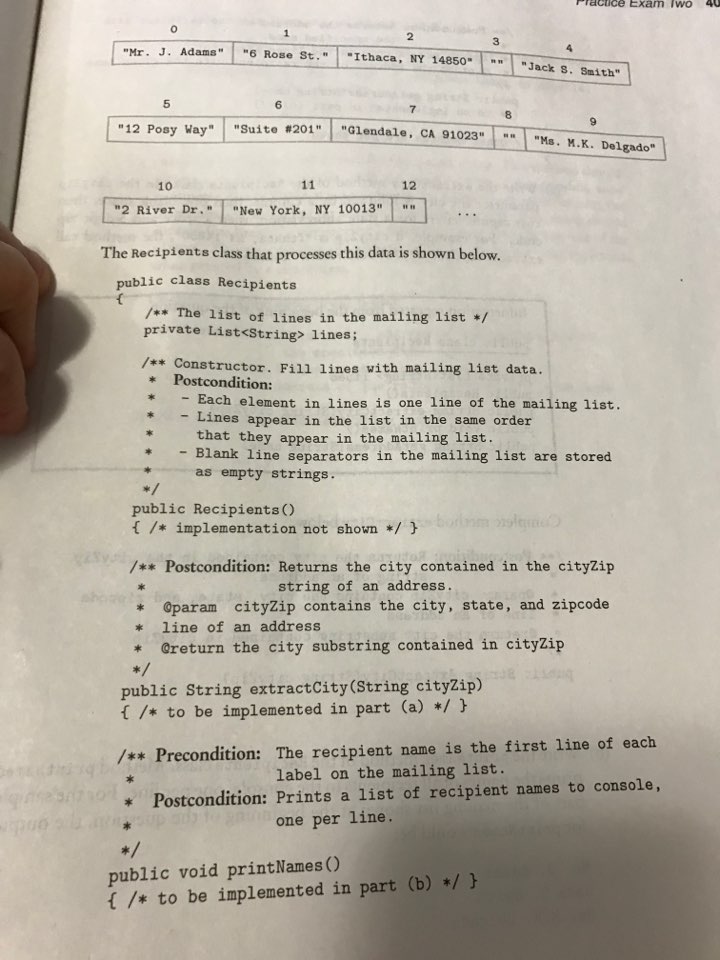 Practice Exam Two
0 1 2 3 4
"Mr. J. Adams" "6 Rose St." "Ithaca, NY 14850" "" "Jack S. Smith"
5 6 7 8 9
"12 Posy Way" "Suite #201" "Glendale, CA 91023" "" "Ms. M.K. Delgado"
10 11 12
"2 River Dr." "New York, NY 10013" "" ...
The Recipients class that processes this data is shown below.
public class Recipients
{
/** The list of lines in the mailing list */
private List<String> lines;
/** Constructor. Fill lines with mailing list data.
* Postcondition:
* - Each element in lines is one line of the mailing list.
* - Lines appear in the list in the same order
* that they appear in the mailing list.
* - Blank line separators in the mailing list are stored
* as empty strings.
*/
public Recipients()
{ /* implementation not shown */ }
/** Postcondition: Returns the city contained in the cityZip
* string of an address.
* @param cityZip contains the city, state, and zipcode
* line of an address
* @return the city substring contained in cityZip
*/
public String extractCity(String cityZip)
{ /* to be implemented in part (a) */ }
/** Precondition: The recipient name is the first line of each
* label on the mailing list.
* Postcondition: Prints a list of recipient names to console,
* one per line.
*/
public void printNames()
{ /* to be implemented in part (b) */ }